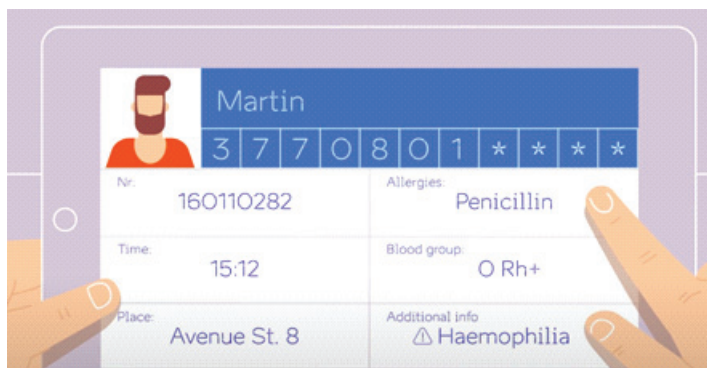 Martin
3770801****
Nr.
160110282
Allergies:
Penicillin
Time:
15:12
Blood group:
O Rh+
Place:
Avenue St. 8
Additional info
⚠ Haemophilia